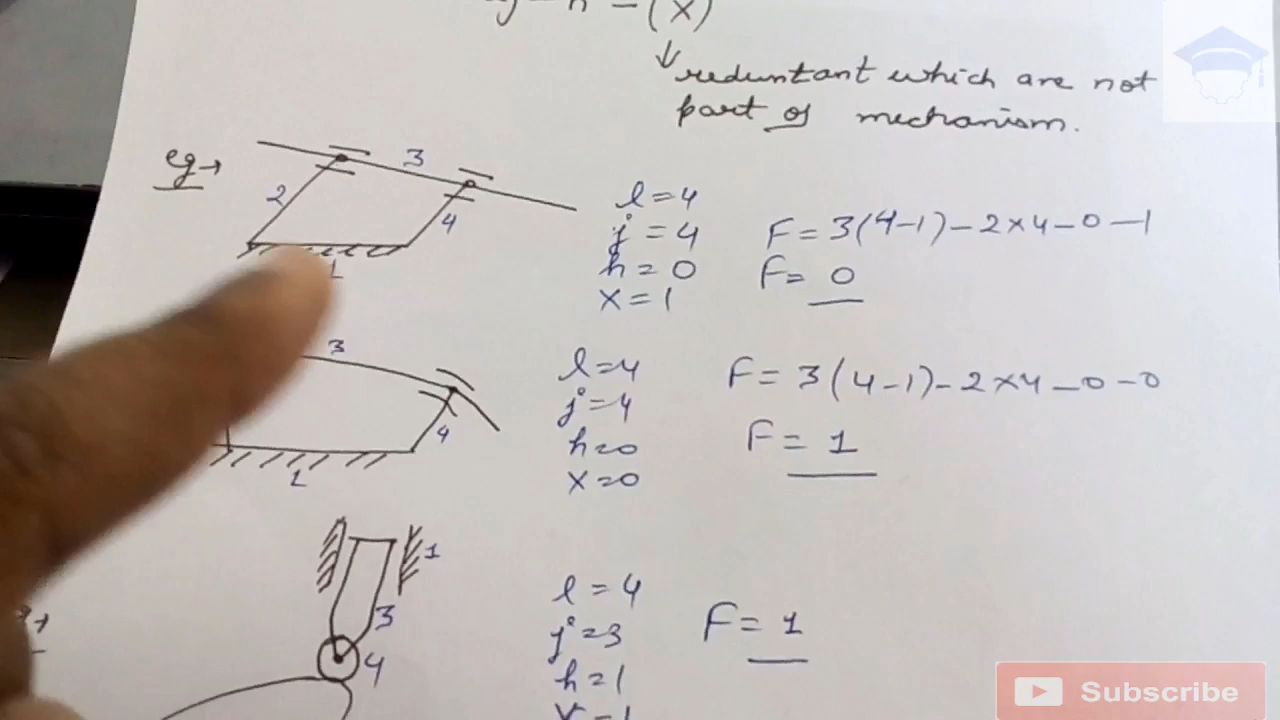 - (x)
↓
reduntant which are not
part of mechanism.
eg→
3
2
4
1
l = 4
j = 4
h = 0
x = 1
F = 3(4-1) - 2×4 - 0 - 1
F = 0
3
4
1
l = 4
j = 4
h = 0
x = 0
F = 3(4-1) - 2×4 - 0 - 0
F = 1
1
3
4
l = 4
j = 3
h = 1
F = 1
Subscribe